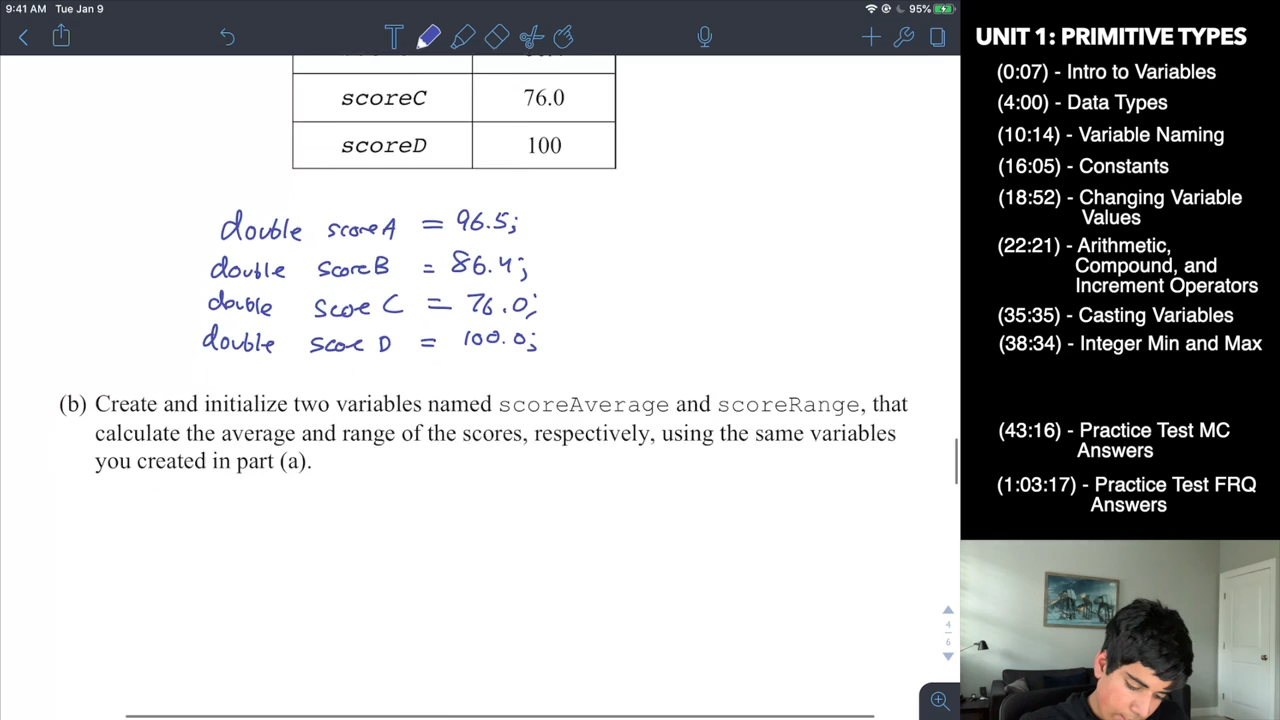 9:41 AM Tue Jan 9
95%
scoreC 76.0
scoreD 100
double scoreA = 96.5;
double scoreB = 86.4;
double scoreC = 76.0;
double scoreD = 100.0;
(b) Create and initialize two variables named scoreAverage and scoreRange, that
calculate the average and range of the scores, respectively, using the same variables
you created in part (a).
4
6
UNIT 1: PRIMITIVE TYPES
(0:07) - Intro to Variables
(4:00) - Data Types
(10:14) - Variable Naming
(16:05) - Constants
(18:52) - Changing Variable
Values
(22:21) - Arithmetic,
Compound, and
Increment Operators
(35:35) - Casting Variables
(38:34) - Integer Min and Max
(43:16) - Practice Test MC
Answers
(1:03:17) - Practice Test FRQ
Answers